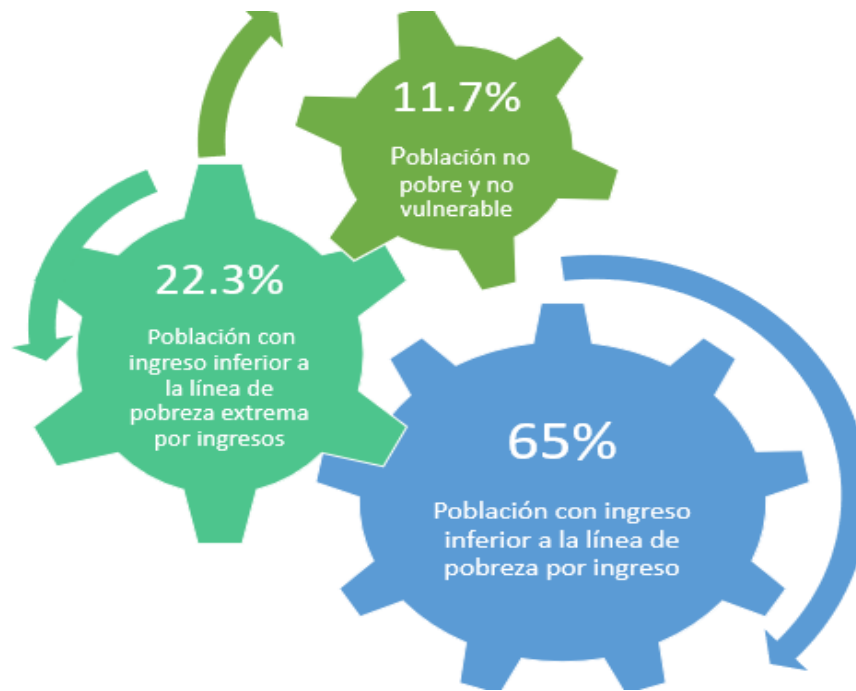 11.7%
Población no
pobre y no
vulnerable
22.3%
Población con
ingreso inferior a
la línea de
pobreza extrema
por ingresos
65%
Población con ingreso
inferior a la línea de
pobreza por ingreso